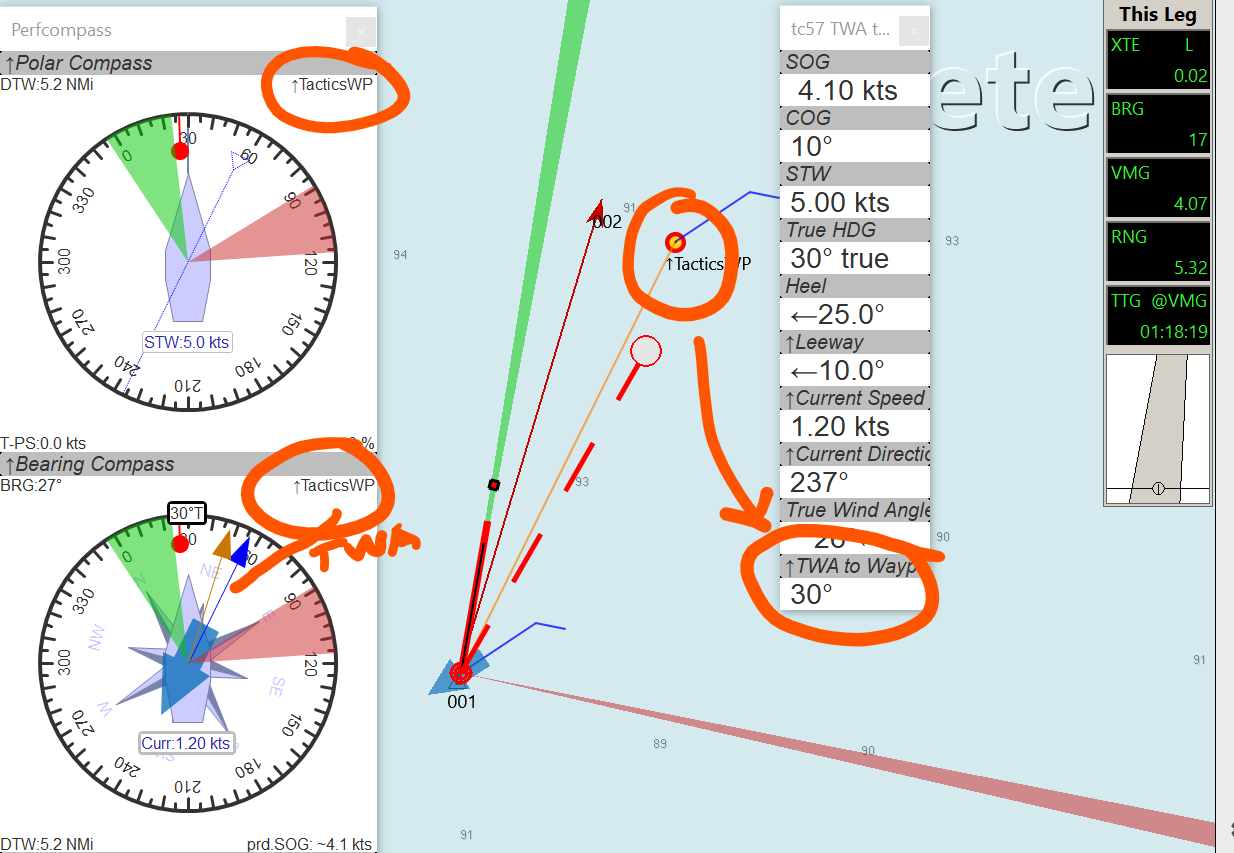 Perfcompass
↑Polar Compass
DTW:5.2 NMi
↑TacticsWP
30
60
90
120
150
180
210
240
270
300
330
0
STW:5.0 kts
T-PS:0.0 kts
%
↑Bearing Compass
BRG:27°
↑TacticsWP
30°T
TWA
60
90
120
150
180
210
240
270
300
330
0
N
NE
E
SE
W
NW
Curr:1.20 kts
DTW:5.2 NMi
prd.SOG: ~4.1 kts
ete
94
91
002
↑TacticsWP
93
93
90
91
001
89
90
91
tc57 TWA t...
SOG
4.10 kts
COG
10°
STW
5.00 kts
True HDG
30° true
Heel
←25.0°
↑Leeway
←10.0°
↑Current Speed
1.20 kts
↑Current Directio
237°
True Wind Angle
↑TWA to Wayp
30°
This Leg
XTE L
0.02
BRG
17
VMG
4.07
RNG
5.32
TTG @VMG
01:18:19